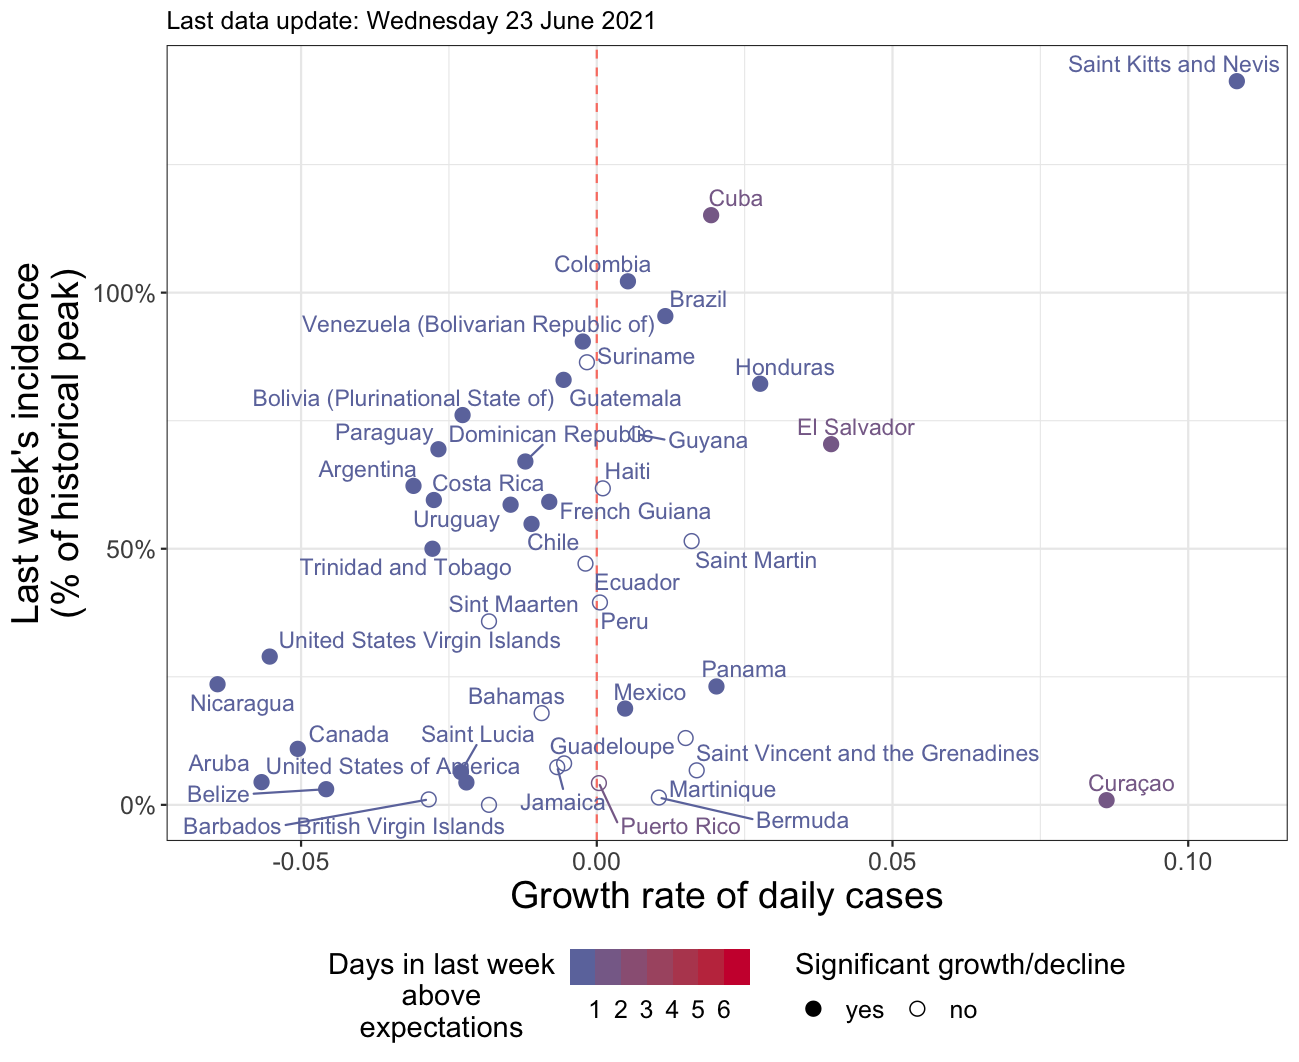 Last data update: Wednesday 23 June 2021
Saint Kitts and Nevis
Cuba
Colombia
Brazil
Venezuela (Bolivarian Republic of)
Suriname
Honduras
Bolivia (Plurinational State of)
Guatemala
El Salvador
Paraguay
Dominican Republic
Guyana
Argentina
Haiti
Costa Rica
French Guiana
Uruguay
Chile
Saint Martin
Trinidad and Tobago
Ecuador
Sint Maarten
Peru
United States Virgin Islands
Panama
Nicaragua
Mexico
Bahamas
Canada
Saint Lucia
Guadeloupe
Saint Vincent and the Grenadines
Aruba
United States of America
Curaçao
Belize
Jamaica
Martinique
Barbados
British Virgin Islands
Puerto Rico
Bermuda
100%
50%
0%
Last week's incidence
(% of historical peak)
-0.05
0.00
0.05
0.10
Growth rate of daily cases
Days in last week
above
expectations
1 2 3 4 5 6
Significant growth/decline
yes
no